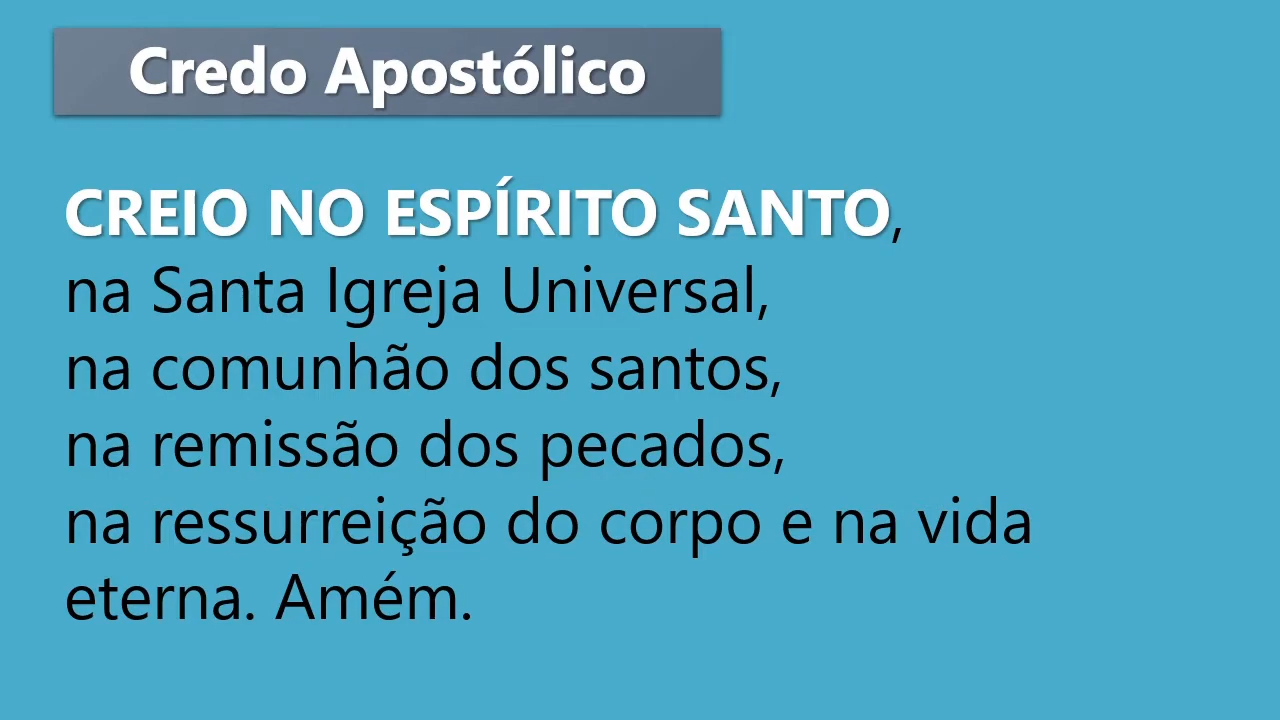 Credo Apostólico
CREIO NO ESPÍRITO SANTO,
na Santa Igreja Universal,
na comunhão dos santos,
na remissão dos pecados,
na ressurreição do corpo e na vida
eterna. Amém.